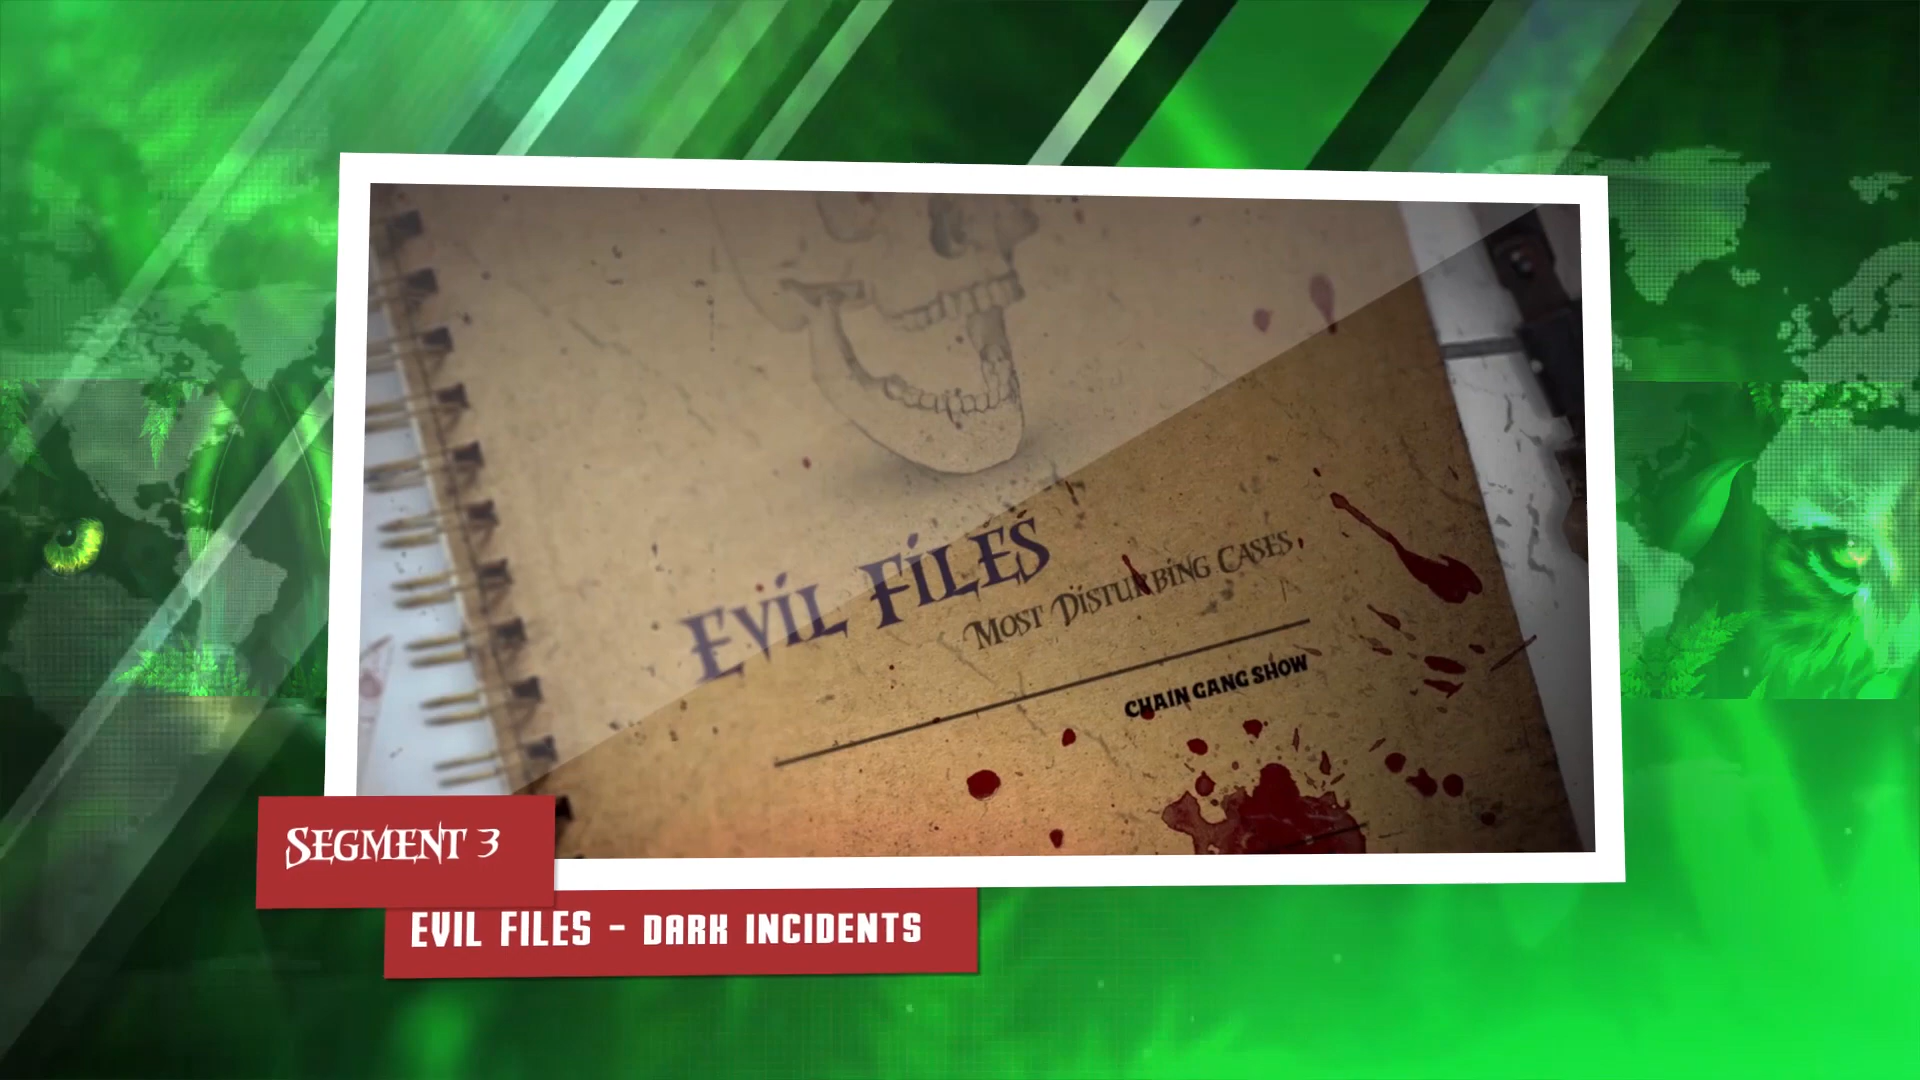 Evil Files
Most Disturbing Cases
CHAIN GANG SHOW
Segment 3
EVIL FILES - DARK INCIDENTS